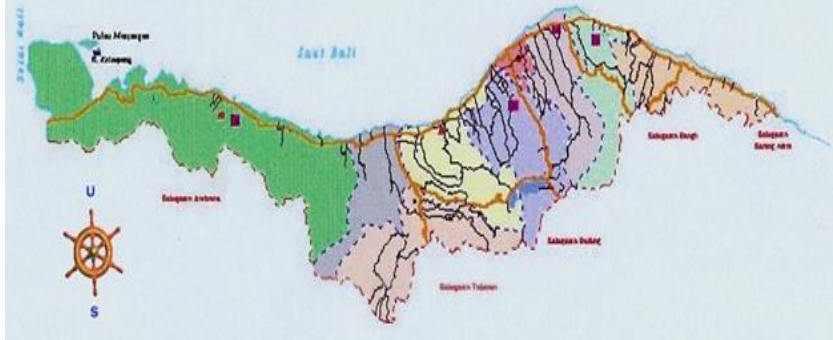 Selat Bali
Pulau Menjangan
Laut Bali
U
S
Kabupaten Jembrana
Kabupaten Tabanan
Kabupaten Badung
Kabupaten Bangli
Kabupaten
Karang Asem